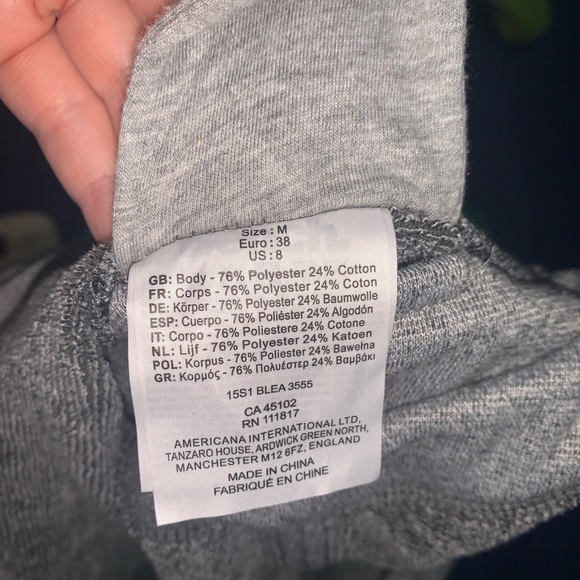 Size : M
Euro : 38
US : 8
GB: Body - 76% Polyester 24% Cotton
FR: Corps - 76% Polyester 24% Coton
DE: Körper - 76% Polyester 24% Baumwolle
ESP: Cuerpo - 76% Poliéster 24% Algodón
IT: Corpo - 76% Poliestere 24% Cotone
NL: Lijf - 76% Polyester 24% Katoen
POL: Korpus - 76% Poliester 24% Bawełna
GR: Κορμός - 76% Πολυέστερ 24% Βαμβάκι
15S1 BLEA 3555
CA 45102
RN 111817
AMERICANA INTERNATIONAL LTD,
TANZARO HOUSE, ARDWICK GREEN NORTH,
MANCHESTER M12 6FZ, ENGLAND
MADE IN CHINA
FABRIQUÉ EN CHINE